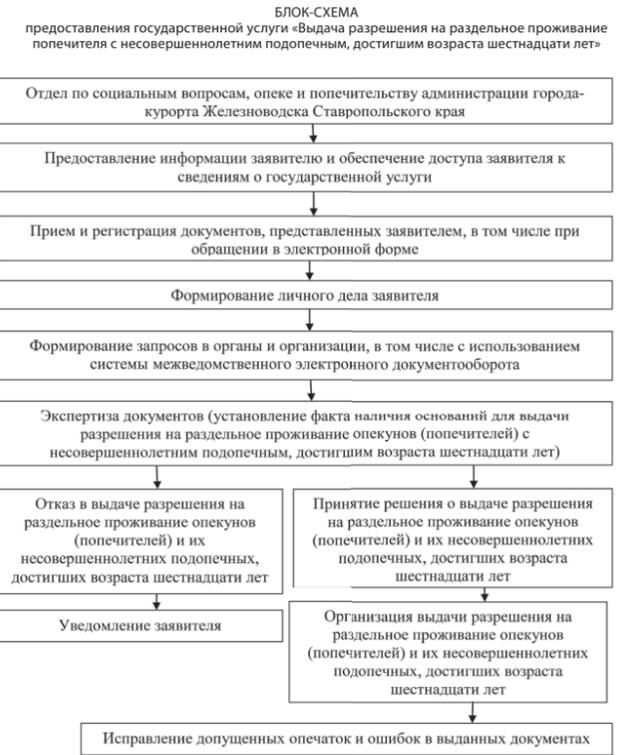 БЛОК-СХЕМА
предоставления государственной услуги «Выдача разрешения на раздельное проживание
попечителя с несовершеннолетним подопечным, достигшим возраста шестнадцати лет»
Отдел по социальным вопросам, опеке и попечительству администрации города-
курорта Железноводска Ставропольского края
Предоставление информации заявителю и обеспечение доступа заявителя к
сведениям о государственной услуги
Прием и регистрация документов, представленных заявителем, в том числе при
обращении в электронной форме
Формирование личного дела заявителя
Формирование запросов в органы и организации, в том числе с использованием
системы межведомственного электронного документооборота
Экспертиза документов (установление факта наличия оснований для выдачи
разрешения на раздельное проживание опекунов (попечителей) с
несовершеннолетним подопечным, достигшим возраста шестнадцати лет)
Отказ в выдаче разрешения на
раздельное проживание опекунов
(попечителей) и их
несовершеннолетних подопечных,
достигших возраста шестнадцати лет
Уведомление заявителя
Принятие решения о выдаче разрешения
на раздельное проживание опекунов
(попечителей) и их несовершеннолетних
подопечных, достигших возраста
шестнадцати лет
Организация выдачи разрешения на
раздельное проживание опекунов
(попечителей) и их несовершеннолетних
подопечных, достигших возраста
шестнадцати лет
Исправление допущенных опечаток и ошибок в выданных документах